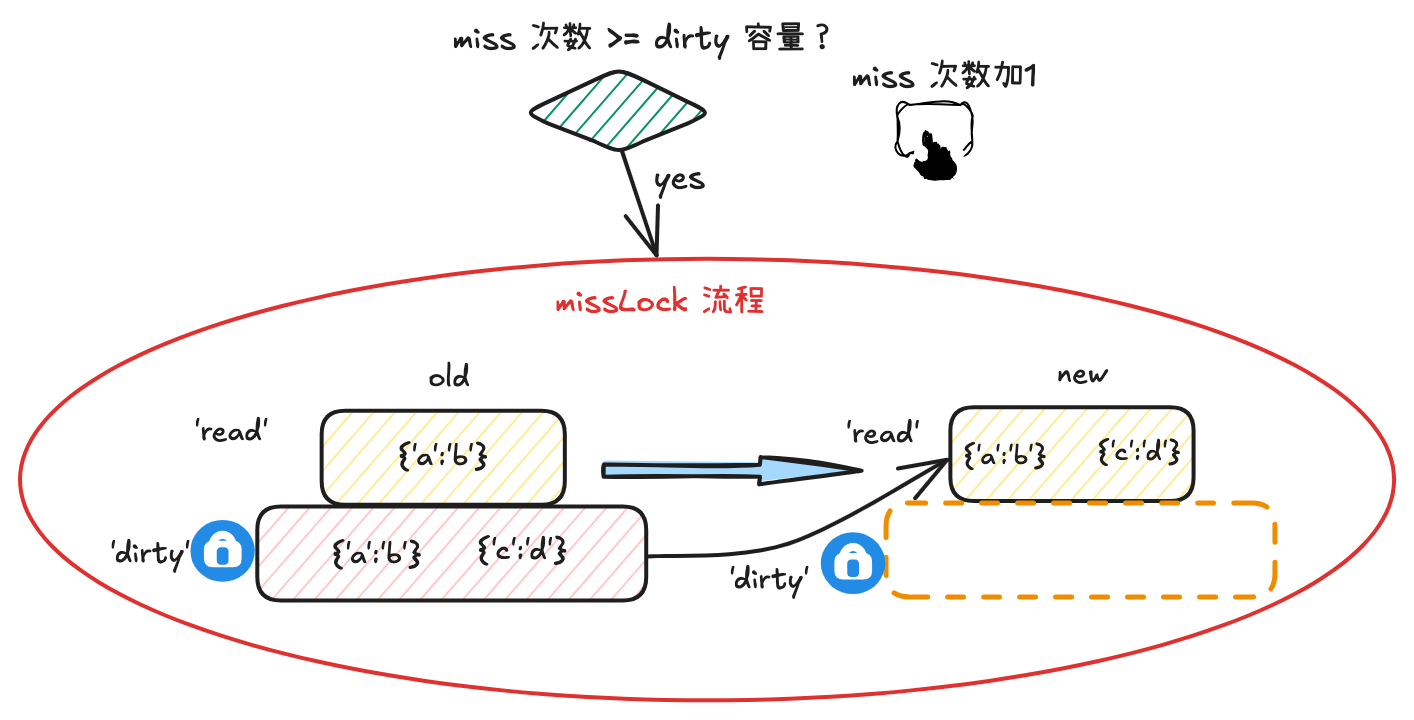 miss 次数 >= dirty 容量？
miss 次数加1
yes
missLock 流程
old
new
'read'
{'a':'b'}
'read'
{'a':'b'}
{'c':'d'}
'dirty'
{'a':'b'}
{'c':'d'}
'dirty'